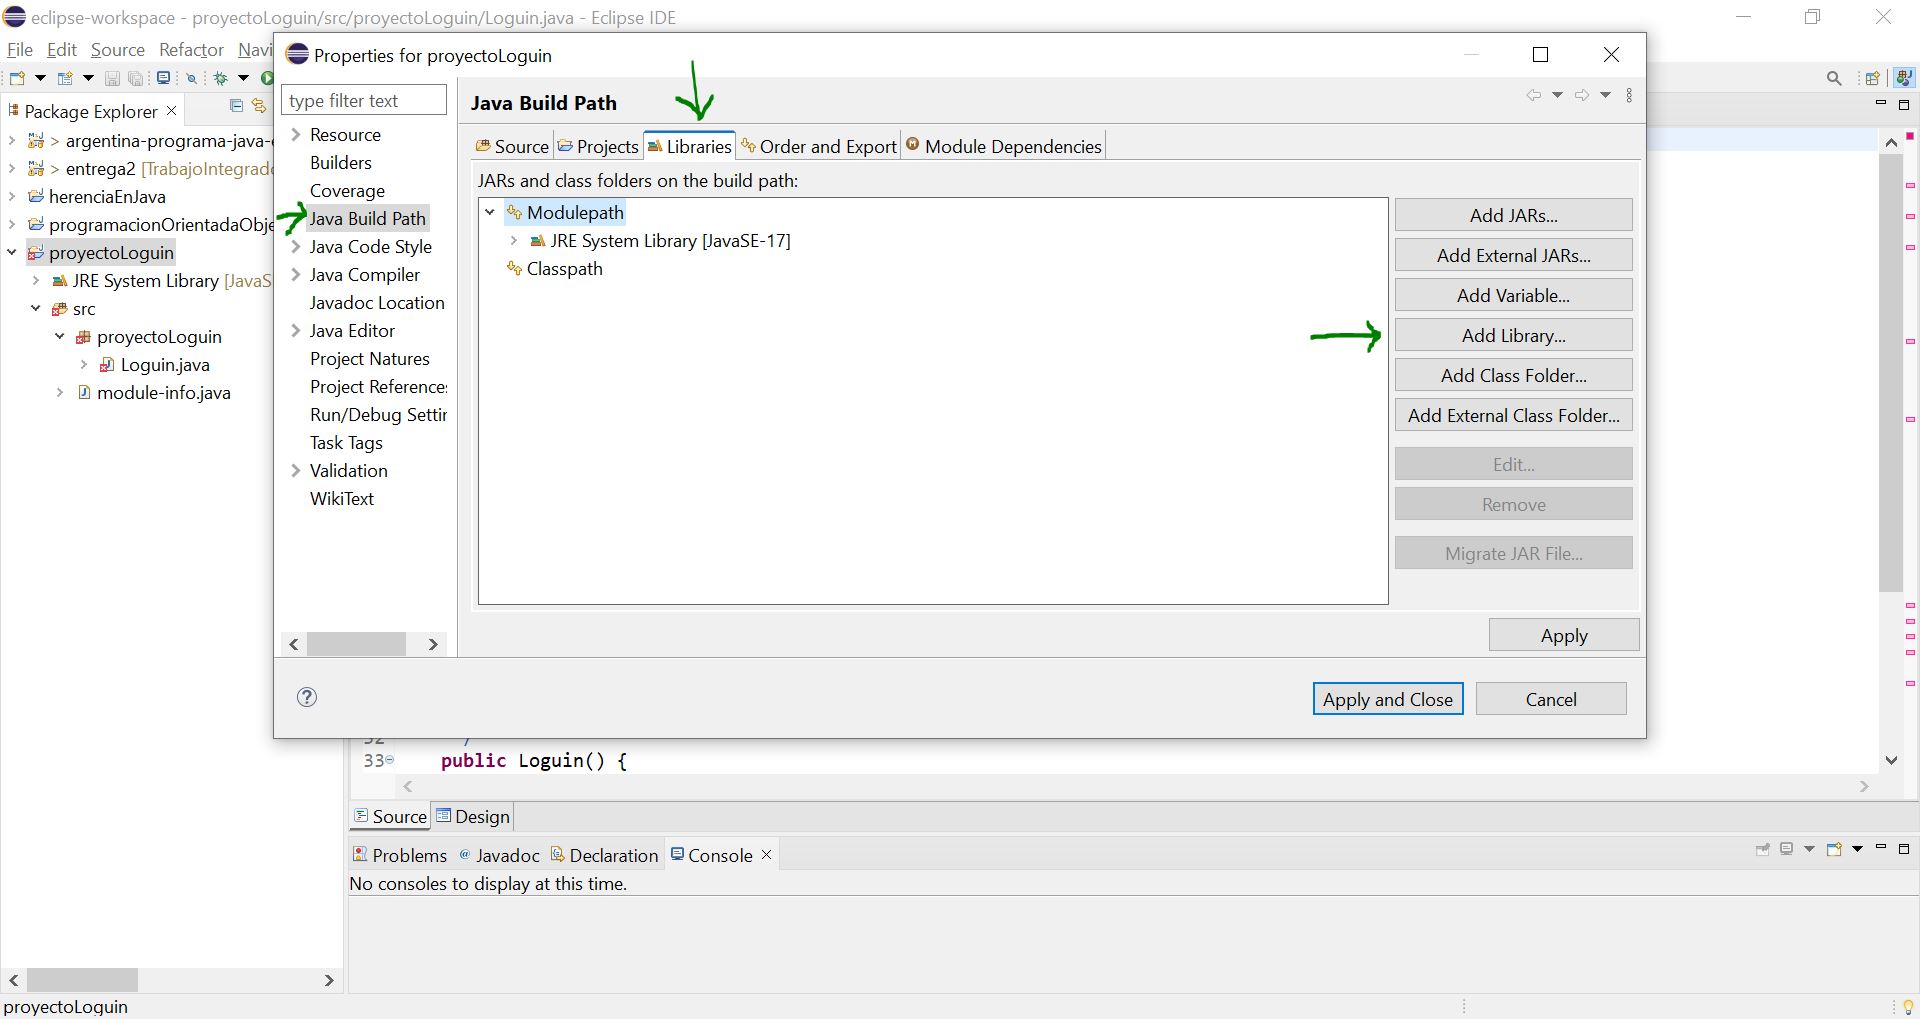 eclipse-workspace - proyectoLoguin/src/proyectoLoguin/Loguin.java - Eclipse IDE
File Edit Source Refactor Navi
Package Explorer
> argentina-programa-java-
> entrega2 [TrabajoIntegrado
herenciaEnJava
programacionOrientadaObje
proyectoLoguin
JRE System Library [JavaS
src
proyectoLoguin
Loguin.java
module-info.java
Properties for proyectoLoguin
type filter text
Resource
Builders
Coverage
Java Build Path
Java Code Style
Java Compiler
Javadoc Location
Java Editor
Project Natures
Project References
Run/Debug Settin
Task Tags
Validation
WikiText
Java Build Path
Source Projects Libraries Order and Export Module Dependencies
JARs and class folders on the build path:
Modulepath
JRE System Library [JavaSE-17]
Classpath
Add JARs...
Add External JARs...
Add Variable...
Add Library...
Add Class Folder...
Add External Class Folder...
Edit...
Remove
Migrate JAR File...
Apply
Apply and Close Cancel
33 public Loguin() {
Source Design
Problems Javadoc Declaration Console
No consoles to display at this time.
proyectoLoguin